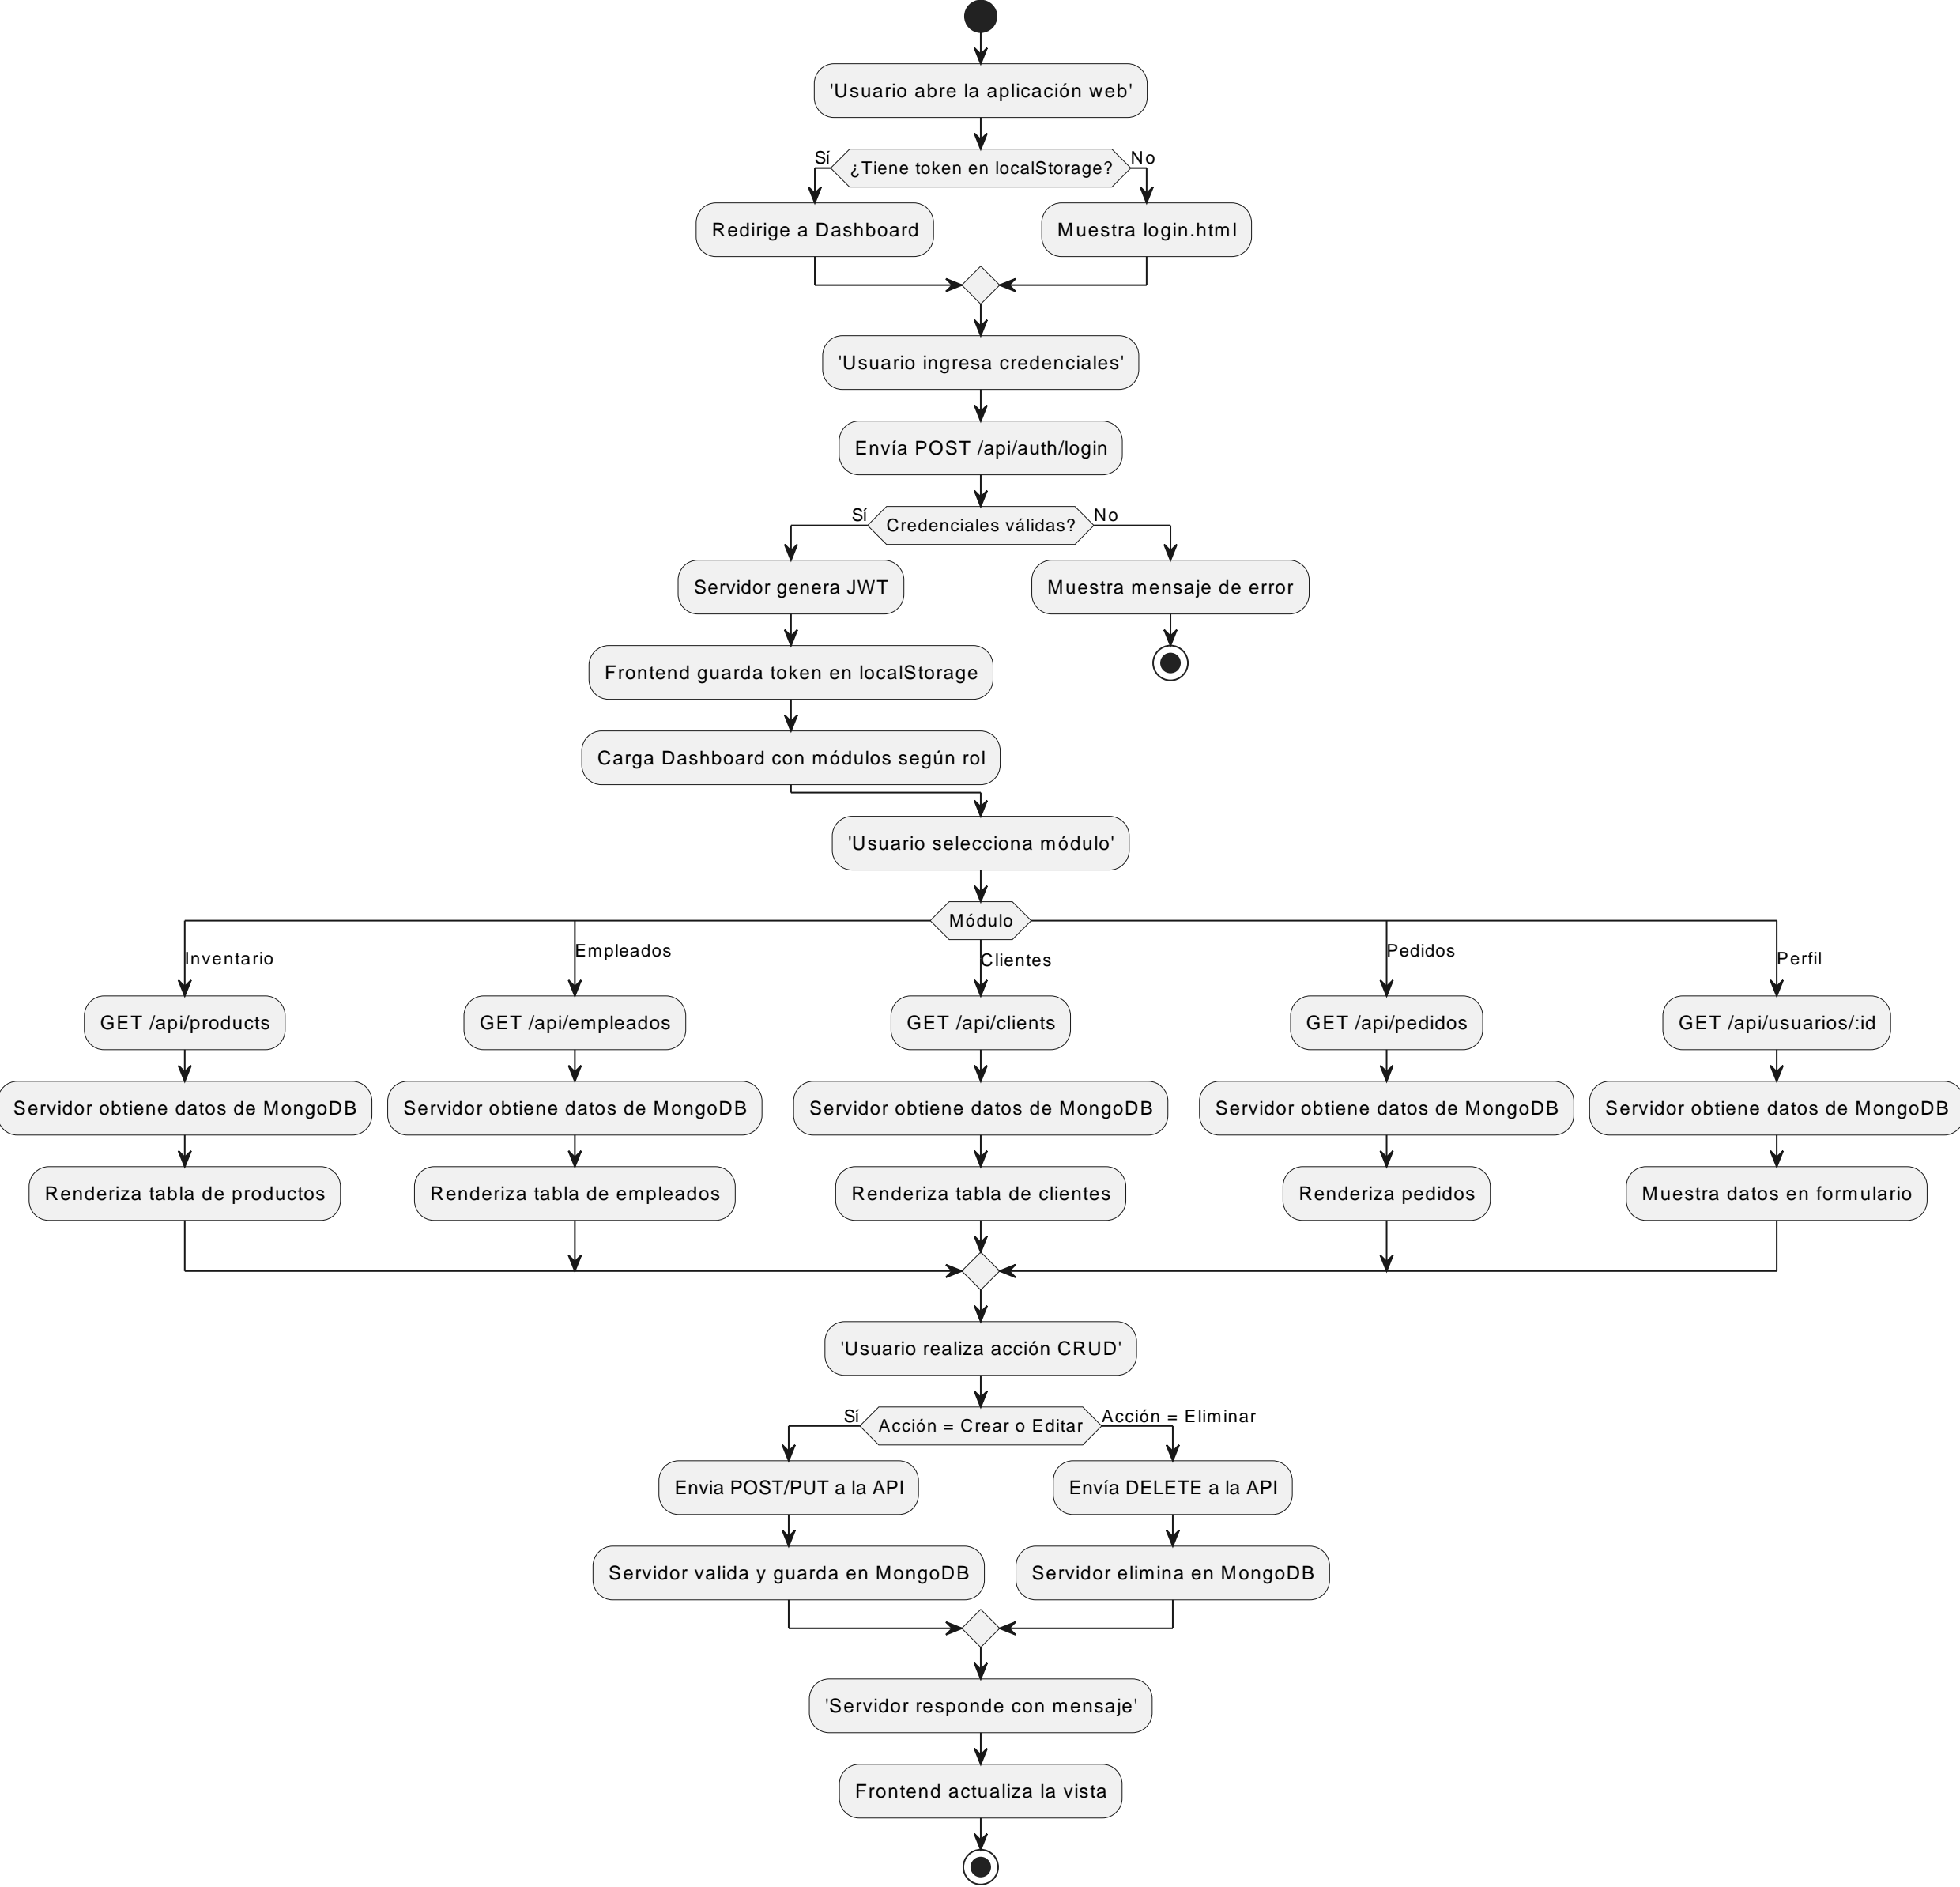 'Usuario abre la aplicación web'
Sí
¿Tiene token en localStorage?
No
Redirige a Dashboard
Muestra login.html
'Usuario ingresa credenciales'
Envía POST /api/auth/login
Sí
Credenciales válidas?
No
Servidor genera JWT
Muestra mensaje de error
Frontend guarda token en localStorage
Carga Dashboard con módulos según rol
'Usuario selecciona módulo'
Módulo
Inventario
Empleados
Clientes
Pedidos
Perfil
GET /api/products
GET /api/empleados
GET /api/clients
GET /api/pedidos
GET /api/usuarios/:id
Servidor obtiene datos de MongoDB
Servidor obtiene datos de MongoDB
Servidor obtiene datos de MongoDB
Servidor obtiene datos de MongoDB
Servidor obtiene datos de MongoDB
Renderiza tabla de productos
Renderiza tabla de empleados
Renderiza tabla de clientes
Renderiza pedidos
Muestra datos en formulario
'Usuario realiza acción CRUD'
Sí
Acción = Crear o Editar
Acción = Eliminar
Envia POST/PUT a la API
Envía DELETE a la API
Servidor valida y guarda en MongoDB
Servidor elimina en MongoDB
'Servidor responde con mensaje'
Frontend actualiza la vista